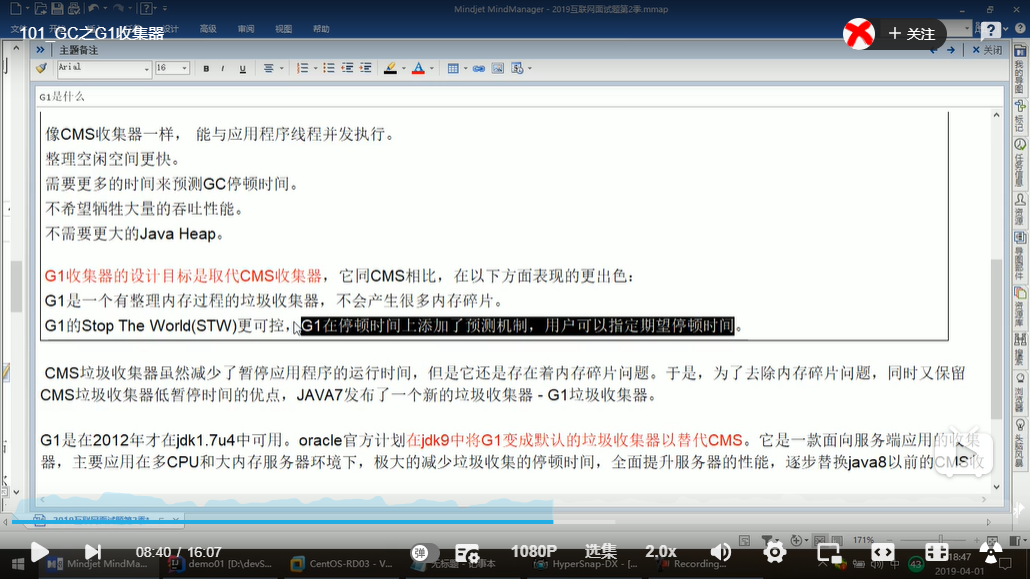 Mindjet MindManager - 2019互联网面试题第2季.mmap
101_GC之G1收集器
高级
审阅
视图
帮助
关注
主题备注
关闭
Arial
16
B I U
G1是什么
像CMS收集器一样， 能与应用程序线程并发执行。
整理空闲空间更快。
需要更多的时间来预测GC停顿时间。
不希望牺牲大量的吞吐性能。
不需要更大的Java Heap。
G1收集器的设计目标是取代CMS收集器，它同CMS相比，在以下方面表现的更出色：
G1是一个有整理内存过程的垃圾收集器，不会产生很多内存碎片。
G1的Stop The World(STW)更可控，G1在停顿时间上添加了预测机制，用户可以指定期望停顿时间。
CMS垃圾收集器虽然减少了暂停应用程序的运行时间，但是它还是存在着内存碎片问题。于是，为了去除内存碎片问题，同时又保留
CMS垃圾收集器低暂停时间的优点，JAVA7发布了一个新的垃圾收集器 - G1垃圾收集器。
G1是在2012年才在jdk1.7u4中可用。oracle官方计划在jdk9中将G1变成默认的垃圾收集器以替代CMS。它是一款面向服务端应用的收集
器，主要应用在多CPU和大内存服务器环境下，极大的减少垃圾收集的停顿时间，全面提升服务器的性能，逐步替换java8以前的CMS收
我的导图
标记
任务信息
资源
导图部件
资源库
搜索
浏览器
头脑风暴
2019互联网面试题第2季
171%
08:40 / 16:07
弹
1080P
选集
2.0x
Mindjet MindMa...
demo01 [D:\devS...
CentOS-RD03 - V...
无标题 - 记事本
HyperSnap-DX - [...
Recording...
43
18:47
2019-04-01